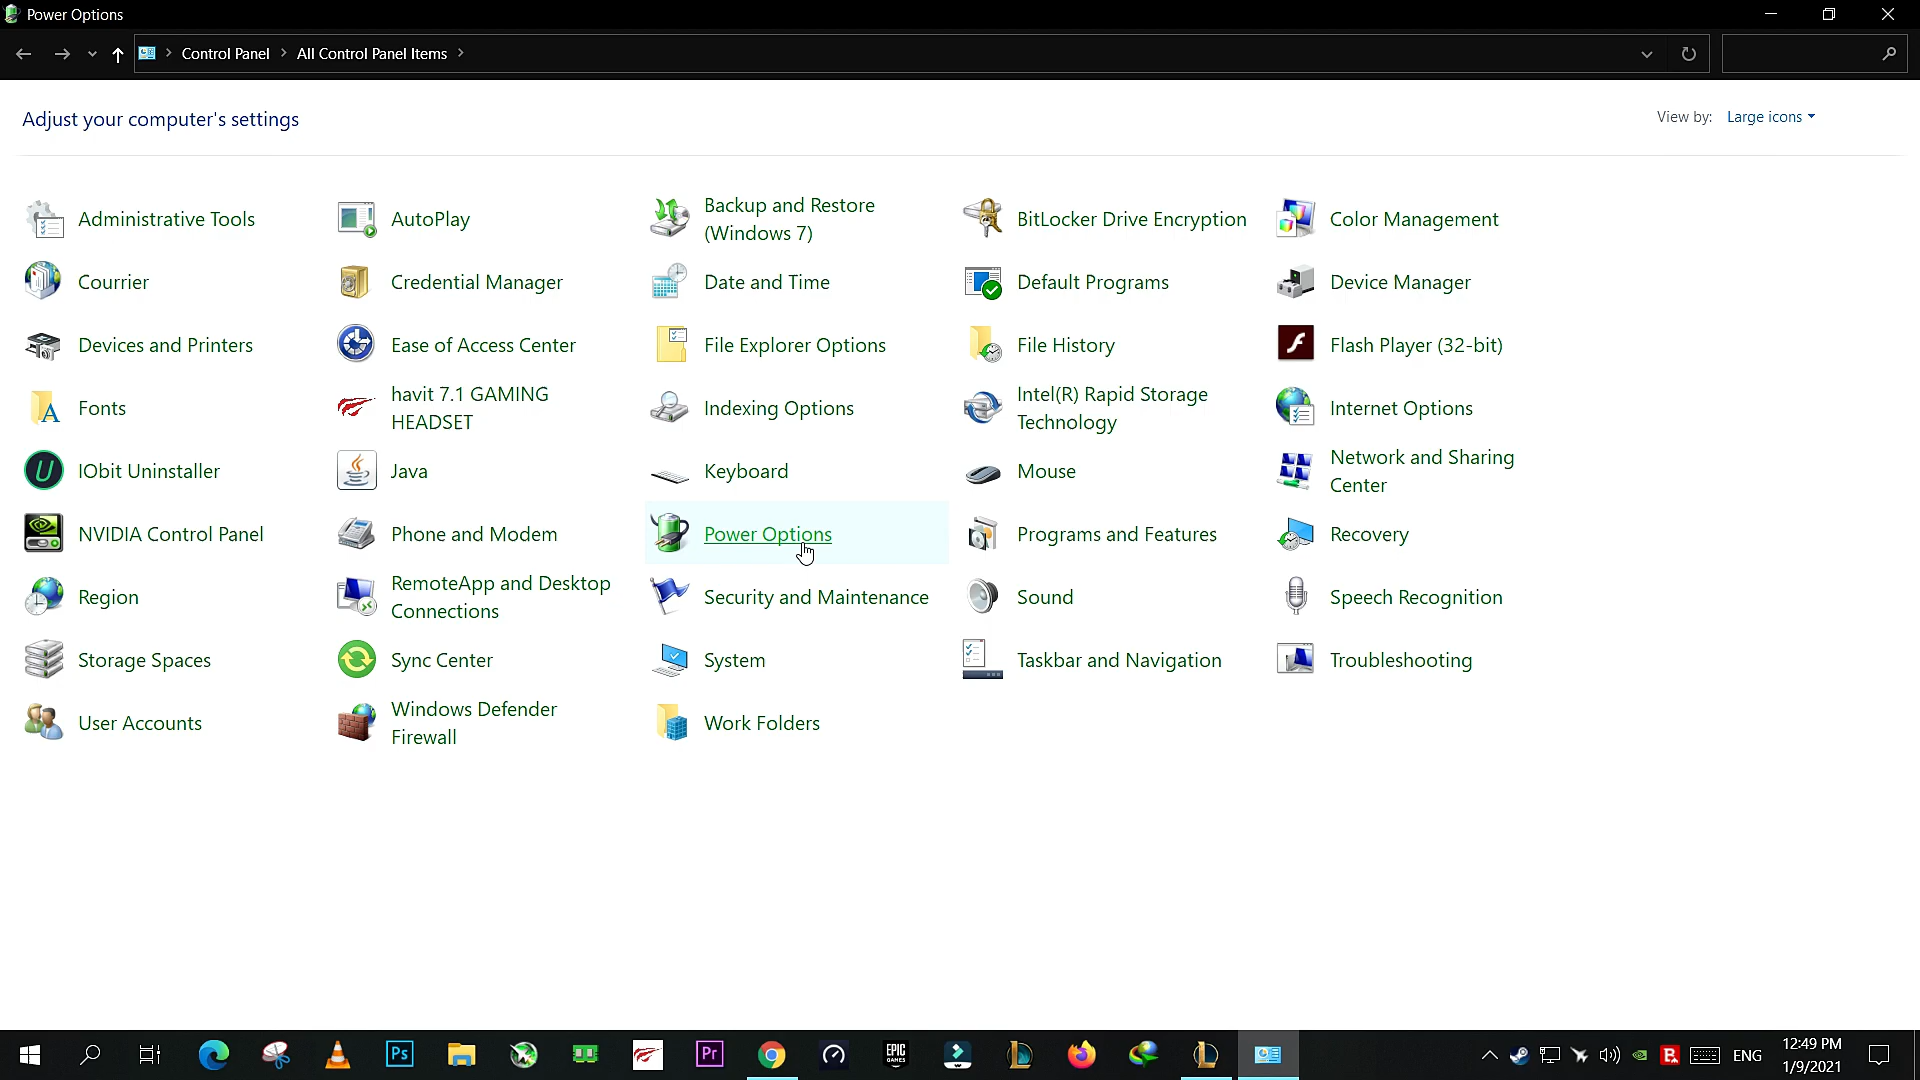 Power Options
Control Panel > All Control Panel Items >
Adjust your computer's settings
View by: Large icons
Administrative Tools
AutoPlay
Backup and Restore
(Windows 7)
BitLocker Drive Encryption
Color Management
Courrier
Credential Manager
Date and Time
Default Programs
Device Manager
Devices and Printers
Ease of Access Center
File Explorer Options
File History
Flash Player (32-bit)
Fonts
havit 7.1 GAMING
HEADSET
Indexing Options
Intel(R) Rapid Storage
Technology
Internet Options
IObit Uninstaller
Java
Keyboard
Mouse
Network and Sharing
Center
NVIDIA Control Panel
Phone and Modem
Power Options
Programs and Features
Recovery
Region
RemoteApp and Desktop
Connections
Security and Maintenance
Sound
Speech Recognition
Storage Spaces
Sync Center
System
Taskbar and Navigation
Troubleshooting
User Accounts
Windows Defender
Firewall
Work Folders
Ps
Pr
EPIC
GAMES
ENG
12:49 PM
1/9/2021